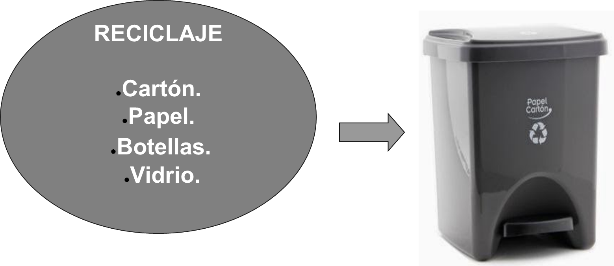 RECICLAJE
.Cartón.
.Papel.
.Botellas.
.Vidrio.
Papel
Cartón